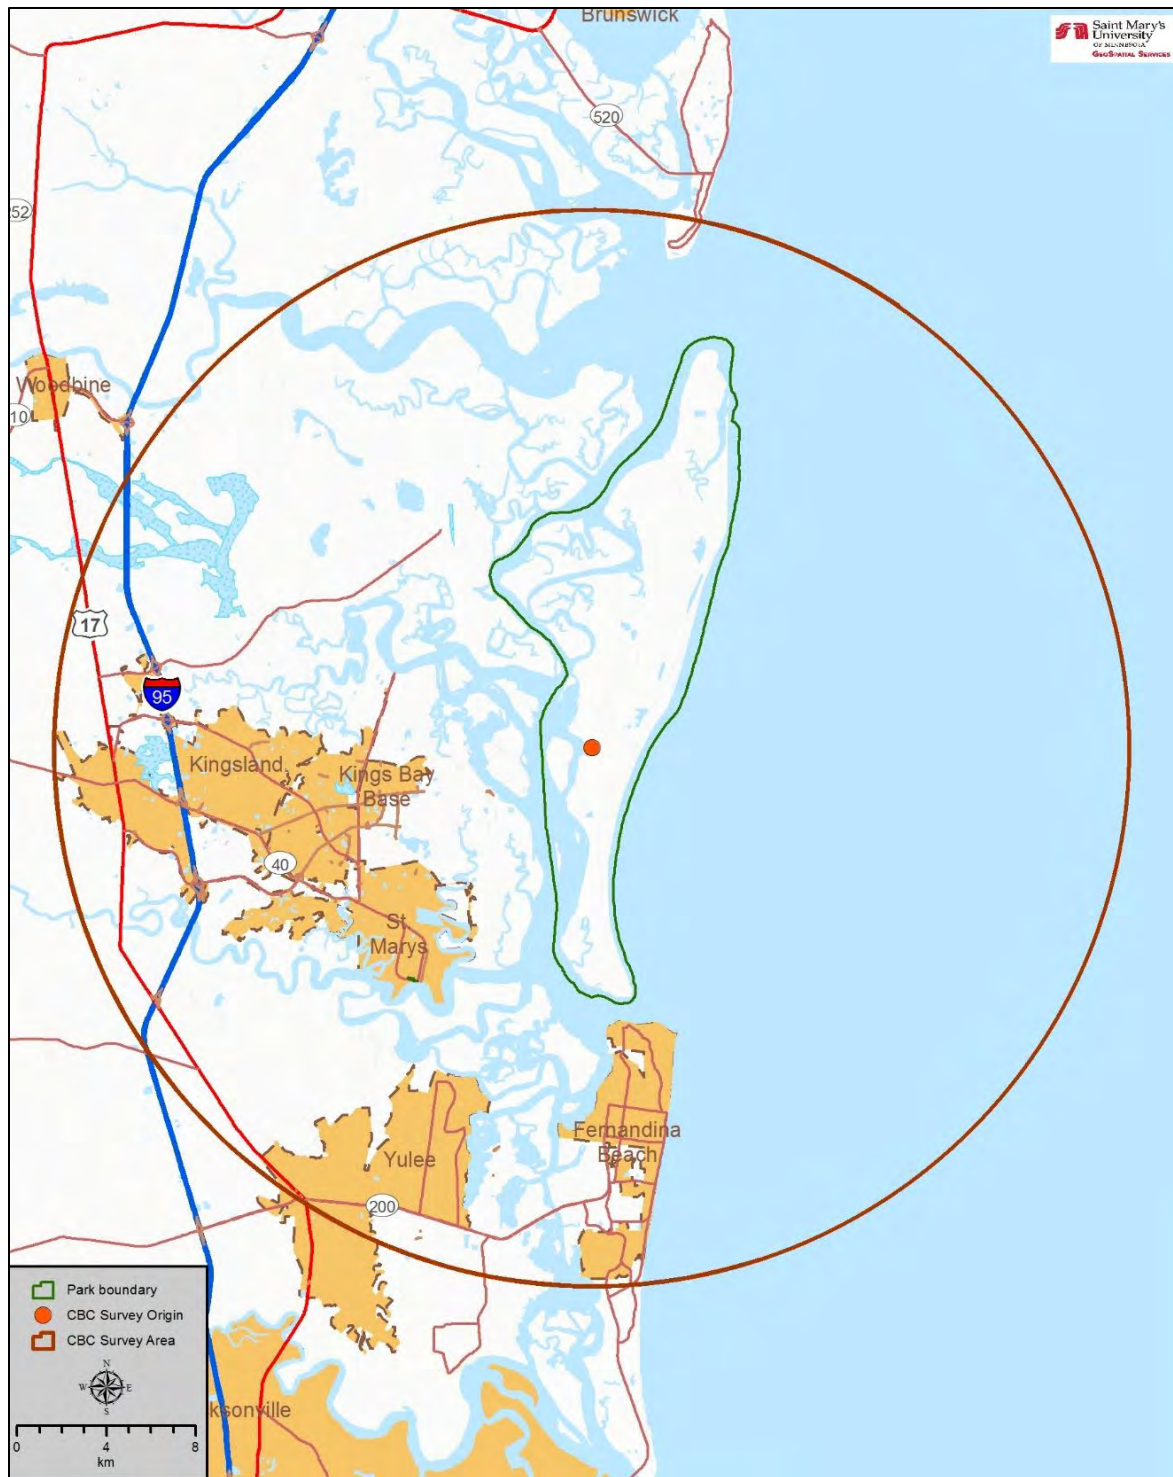 Brunswick
Saint Mary's
University
OF MINNESOTA
GEOSPATIAL SERVICES
520
252
Woodbine
10
17
95
Kingsland
Kings Bay
Base
40
St
Marys
Fernandina
Beach
Yulee
200
Park boundary
CBC Survey Origin
CBC Survey Area
N
W E
S
ksonville
0 4 8
km